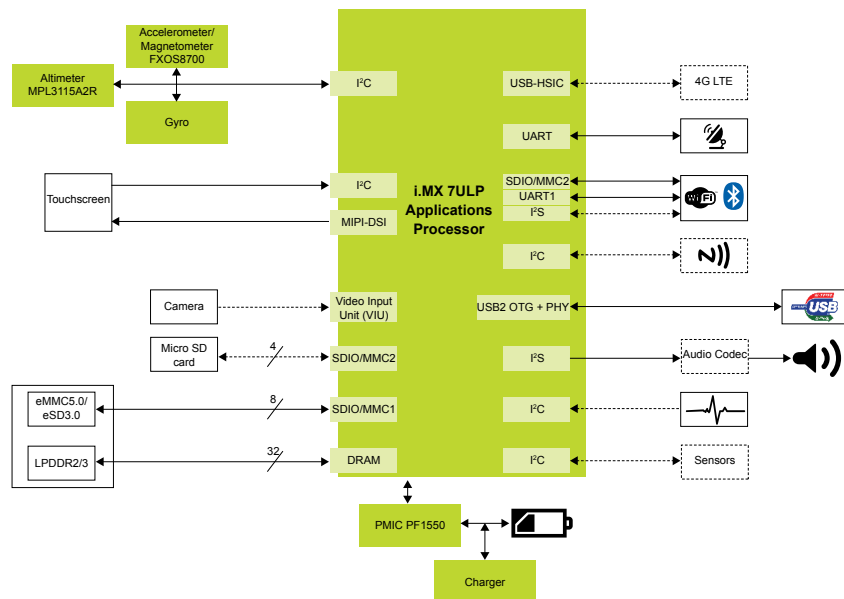 Accelerometer/
Magnetometer
FXOS8700
Altimeter
MPL3115A2R
Gyro
I²C
USB-HSIC
4G LTE
UART
Touchscreen
I²C
MIPI-DSI
i.MX 7ULP
Applications
Processor
SDIO/MMC2
UART1
I²S
Wi Fi
I²C
Camera
Video Input
Unit (VIU)
USB2 OTG + PHY
USB
Micro SD
card
4
SDIO/MMC2
I²S
Audio Codec
eMMC5.0/
eSD3.0
8
SDIO/MMC1
I²C
LPDDR2/3
32
DRAM
I²C
Sensors
PMIC PF1550
Charger